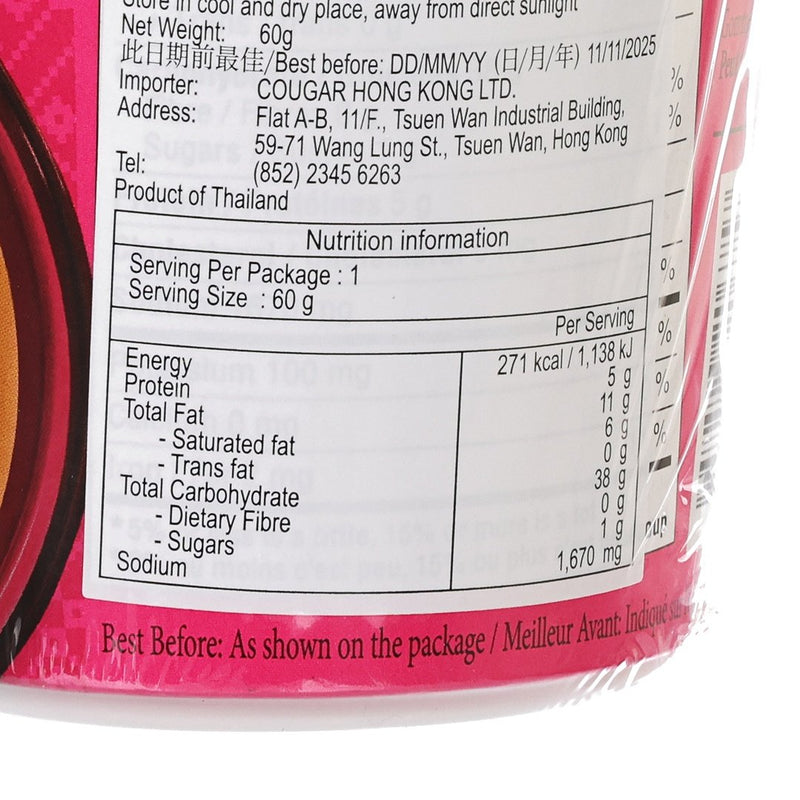 Store in cool and dry place, away from direct sunlight
Net Weight: 60g
此日期前最佳/Best before: DD/MM/YY (日/月/年) 11/11/2025
Importer: COUGAR HONG KONG LTD.
Address: Flat A-B, 11/F., Tsuen Wan Industrial Building,
59-71 Wang Lung St., Tsuen Wan, Hong Kong
Tel: (852) 2345 6263
Product of Thailand
Nutrition information
Serving Per Package : 1
Serving Size : 60 g
Per Serving
Energy 271 kcal / 1,138 kJ
Protein 5 g
Total Fat 11 g
- Saturated fat 6 g
- Trans fat 0 g
Total Carbohydrate 38 g
- Dietary Fibre 0 g
- Sugars 1 g
Sodium 1,670 mg
%
%
%
%
%
%
Best Before: As shown on the package / Meilleur Avant: Indiqué